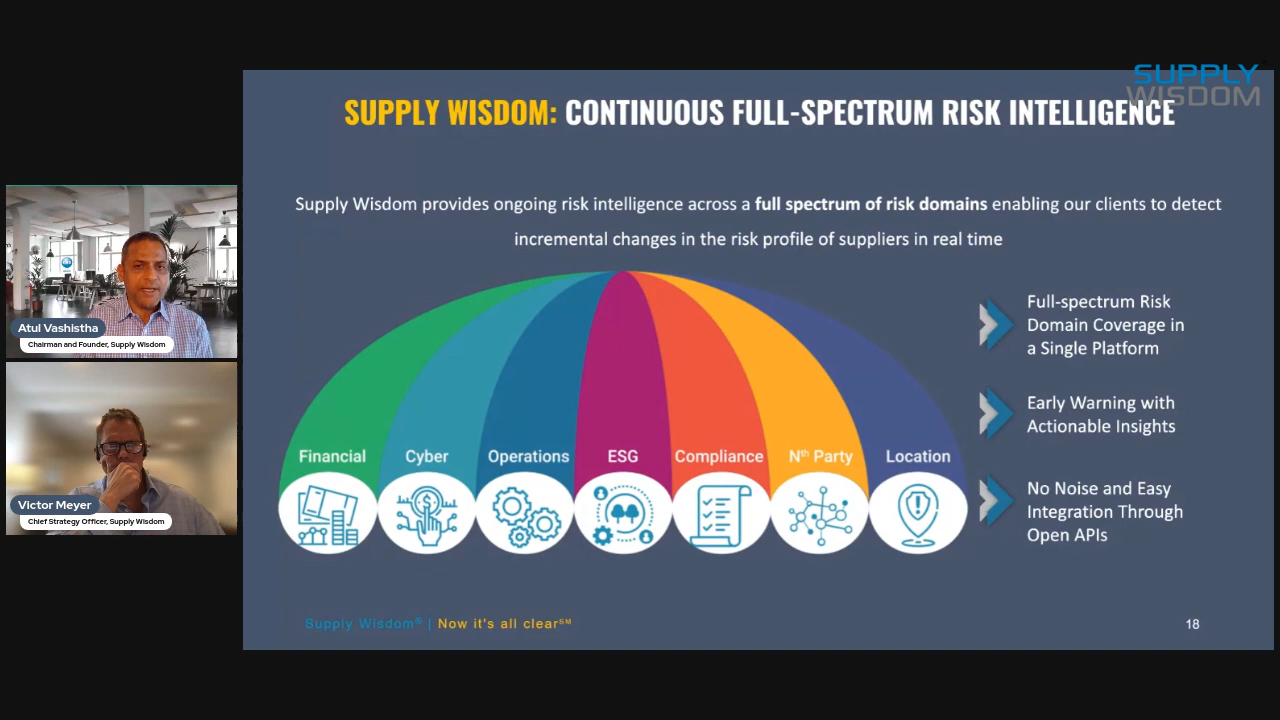 SUPPLY
WISDOM
SUPPLY WISDOM: CONTINUOUS FULL-SPECTRUM RISK INTELLIGENCE
Supply Wisdom provides ongoing risk intelligence across a full spectrum of risk domains enabling our clients to detect
incremental changes in the risk profile of suppliers in real time
Atul Vashistha
Chairman and Founder, Supply Wisdom
Victor Meyer
Chief Strategy Officer, Supply Wisdom
Financial
Cyber
Operations
ESG
Compliance
Nth Party
Location
Full-spectrum Risk
Domain Coverage in
a Single Platform
Early Warning with
Actionable Insights
No Noise and Easy
Integration Through
Open APIs
Supply Wisdom® | Now it's all clear℠
18